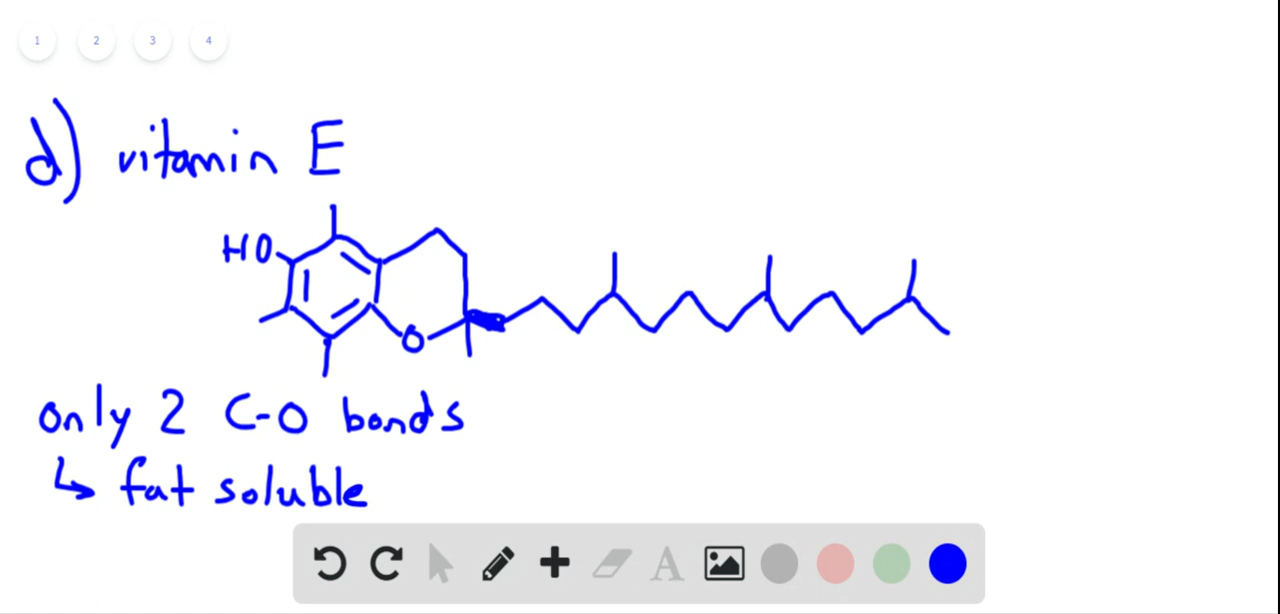 1 2 3 4
d) vitamin E
HO
O
only 2 C-O bonds
↳ fat soluble
A